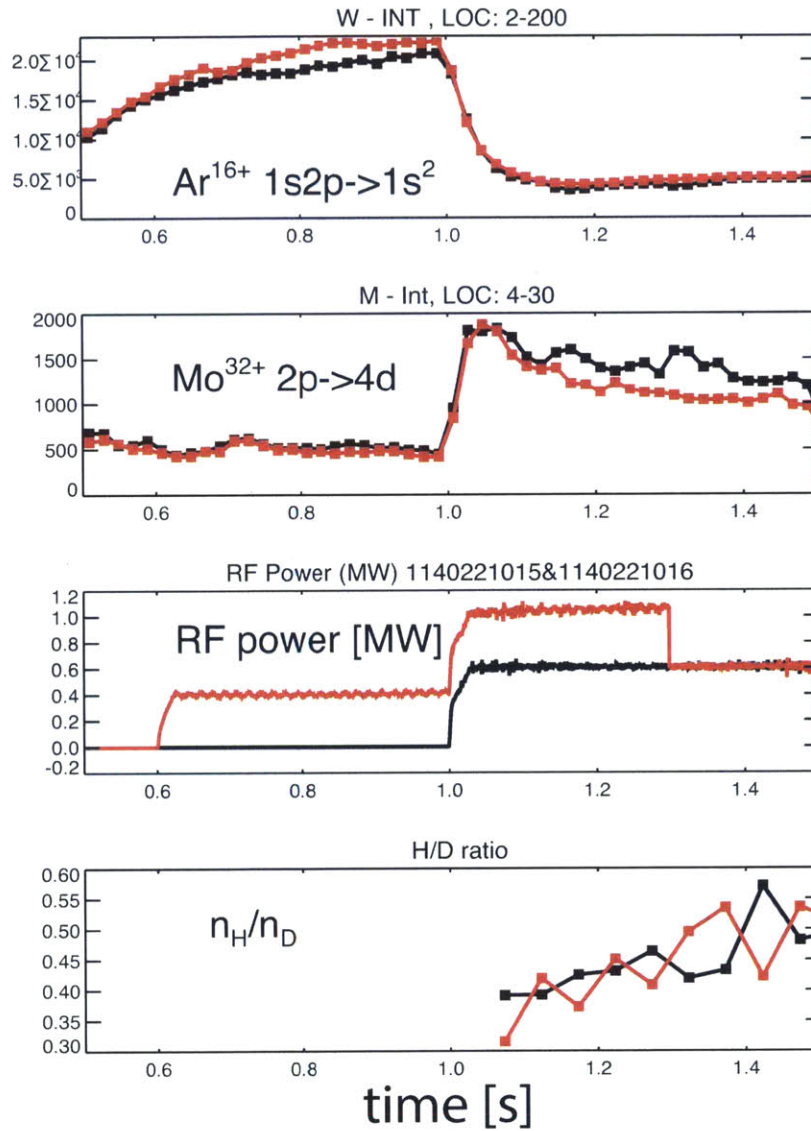 W - INT , LOC: 2-200
2.0∑ 10⁴
1.5∑ 10⁴
1.0∑ 10⁴
5.0∑ 10³
0
Ar¹⁶⁺ 1s2p->1s²
0.6 0.8 1.0 1.2 1.4
M - Int, LOC: 4-30
2000
1500
1000
500
0
Mo³²⁺ 2p->4d
0.6 0.8 1.0 1.2 1.4
RF Power (MW) 1140221015&1140221016
1.2
1.0
0.8
0.6
0.4
0.2
0.0
-0.2
RF power [MW]
0.6 0.8 1.0 1.2 1.4
H/D ratio
0.60
0.55
0.50
0.45
0.40
0.35
0.30
n_H/n_D
0.6 0.8 1.0 1.2 1.4
time [s]